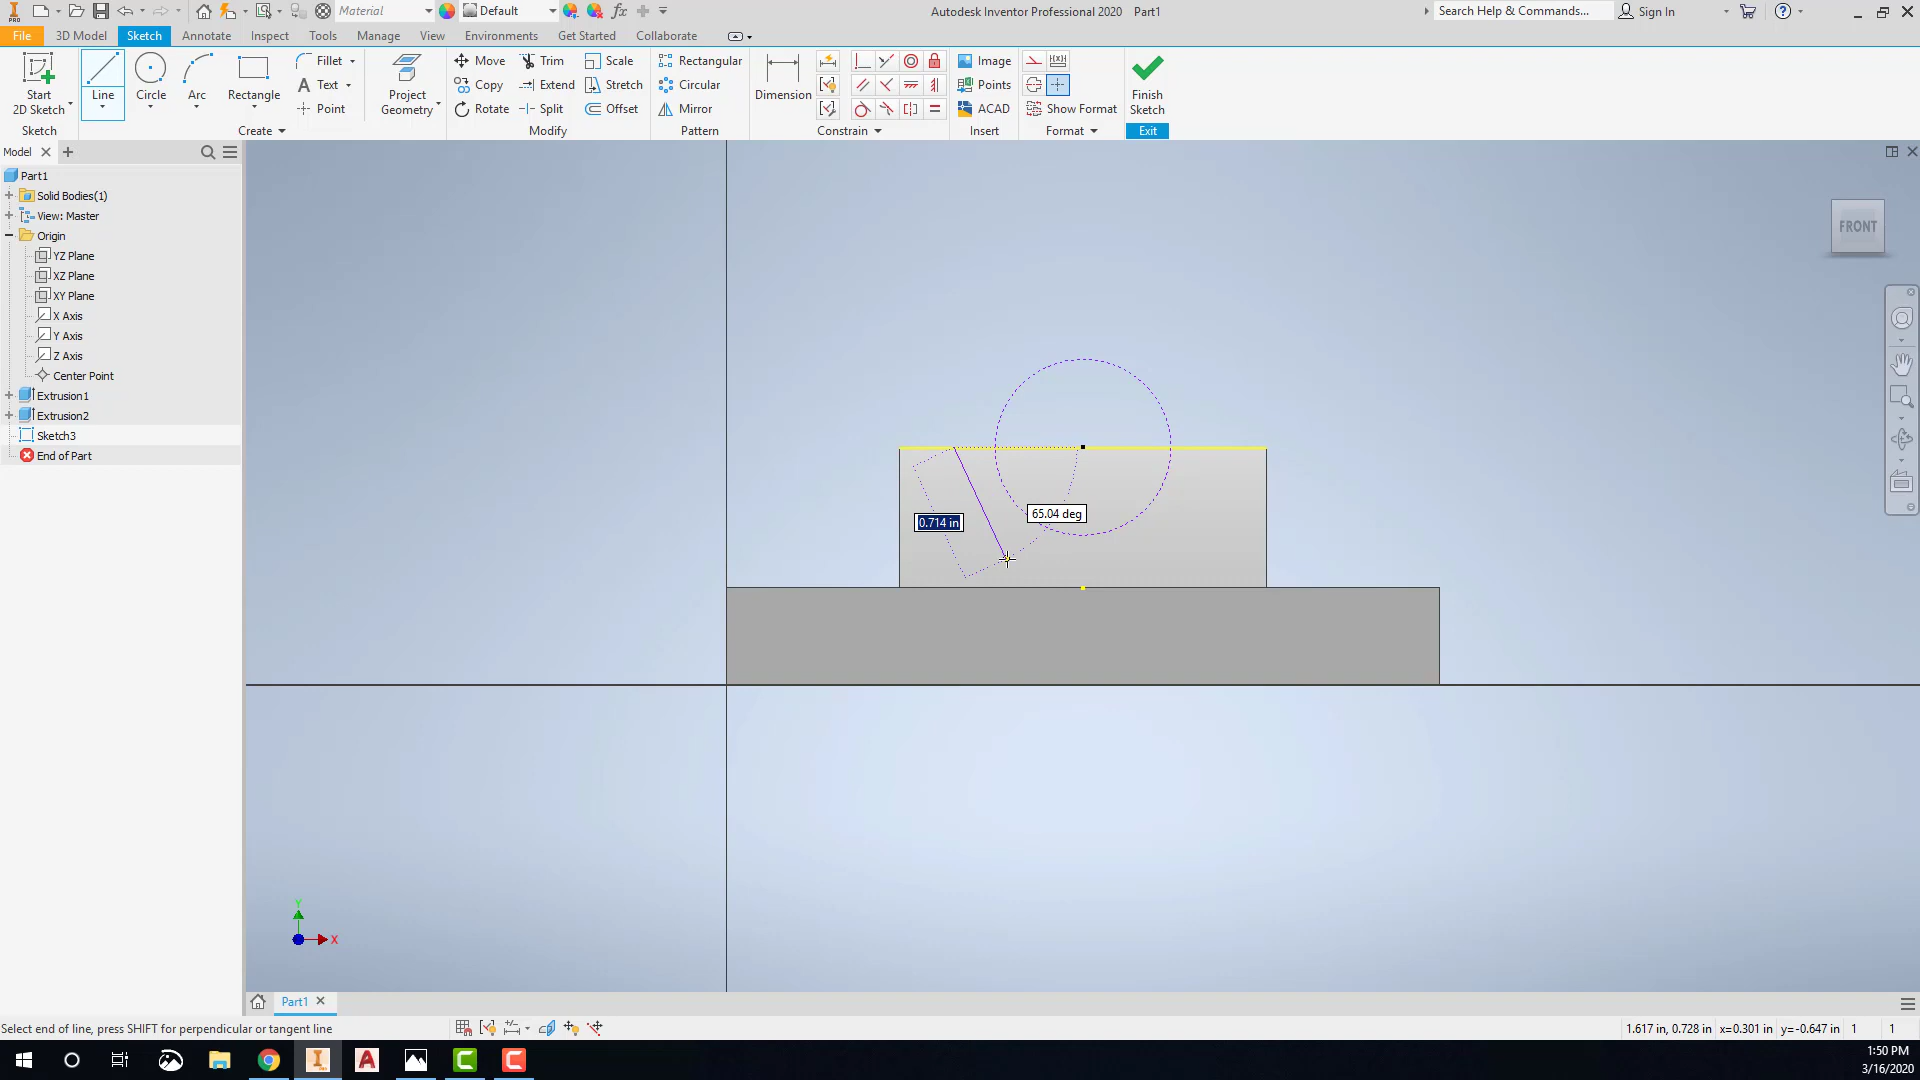 PRO
Material
Default
fx
Autodesk Inventor Professional 2020 Part1
Search Help & Commands...
Sign In
File 3D Model Sketch Annotate Inspect Tools Manage View Environments Get Started Collaborate
Start
2D Sketch
Line
Circle
Arc
Rectangle
Fillet
Text
Point
Project
Geometry
Move
Copy
Rotate
Trim
Extend
Split
Scale
Stretch
Offset
Rectangular
Circular
Mirror
Dimension
Image
Points
ACAD
Show Format
Finish
Sketch
Sketch Create Modify Pattern Constrain Insert Format Exit
Model
Part1
Solid Bodies(1)
View: Master
Origin
YZ Plane
XZ Plane
XY Plane
X Axis
Y Axis
Z Axis
Center Point
Extrusion1
Extrusion2
Sketch3
End of Part
FRONT
0.714 in
65.04 deg
Y
X
Part1
Select end of line, press SHIFT for perpendicular or tangent line
1.617 in, 0.728 in x=0.301 in y=-0.647 in 1 1
1:50 PM
3/16/2020